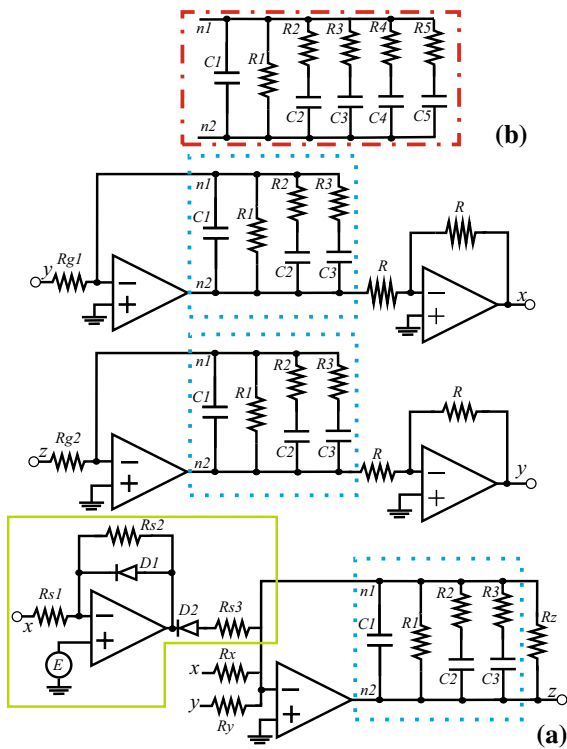 n1 R2 R3 R4 R5
C1 R1
C2 C3 C4 C5
n2
(b)
n1 R2 R3 R
C1 R1
y Rg1
− +
n2 C2 C3 R
− + x
n1 R2 R3 R
C1 R1
z Rg2
− +
n2 C2 C3 R
− + y
Rs2
Rs1 D1
x − + D2 Rs3
E
n1 R2 R3 Rz
C1 R1
x Rx
y Ry
− +
n2 C2 C3 z
(a)